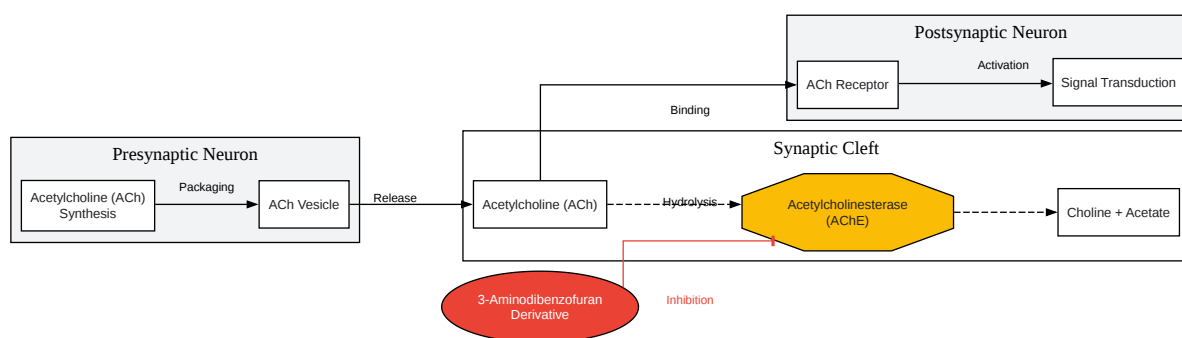 Postsynaptic Neuron
ACh Receptor
Activation
Signal Transduction
Binding
Presynaptic Neuron
Acetylcholine (ACh)
Synthesis
Packaging
ACh Vesicle
Release
Synaptic Cleft
Acetylcholine (ACh)
Hydrolysis
Acetylcholinesterase
(AChE)
Choline + Acetate
3-Aminodibenzofuran
Derivative
Inhibition